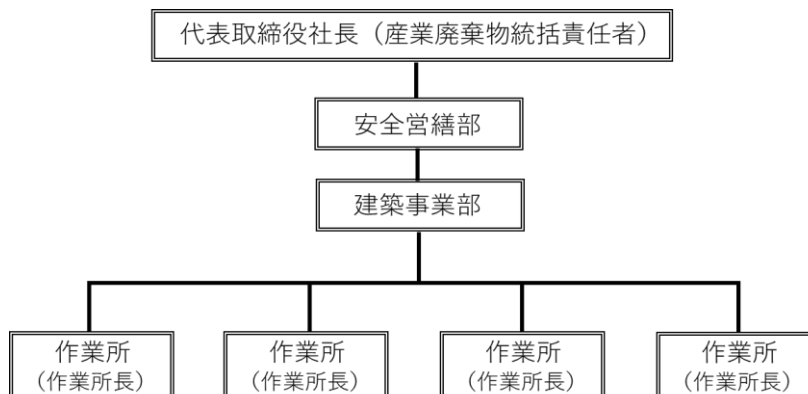 代表取締役社長（産業廃棄物統括責任者）
安全営繕部
建築事業部
作業所
（作業所長）
作業所
（作業所長）
作業所
（作業所長）
作業所
（作業所長）